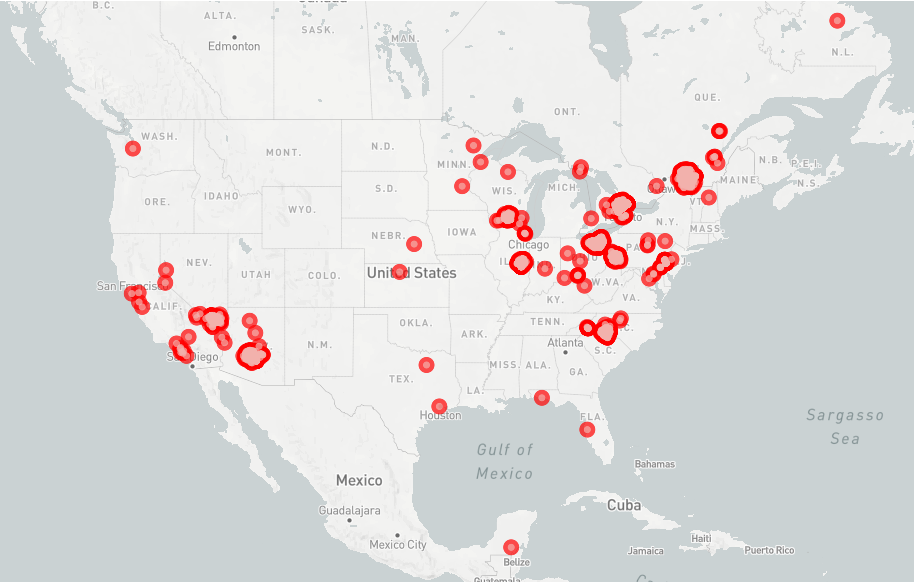 B.C.
ALTA.
SASK.
MAN.
Edmonton
N.L.
ONT.
QUE.
WASH.
MONT.
N.D.
MINN.
N.B.
P.E.I.
MAINE
N.S.
ORE.
IDAHO
S.D.
WIS.
MICH.
VT
WYO.
N.Y.
MASS.
NEBR.
IOWA
Chicago
PA
NEV.
UTAH
COLO.
United States
San Francisco
CALIF.
W.VA.
KY.
VA.
OKLA.
TENN.
N.M.
ARK.
Atlanta
S.C.
San Diego
MISS.
ALA.
GA.
TEX.
LA.
Houston
FLA.
Sargasso
Sea
Gulf of
Mexico
Bahamas
Mexico
Cuba
Guadalajara
Mexico City
Haiti
Jamaica
Puerto Rico
Belize